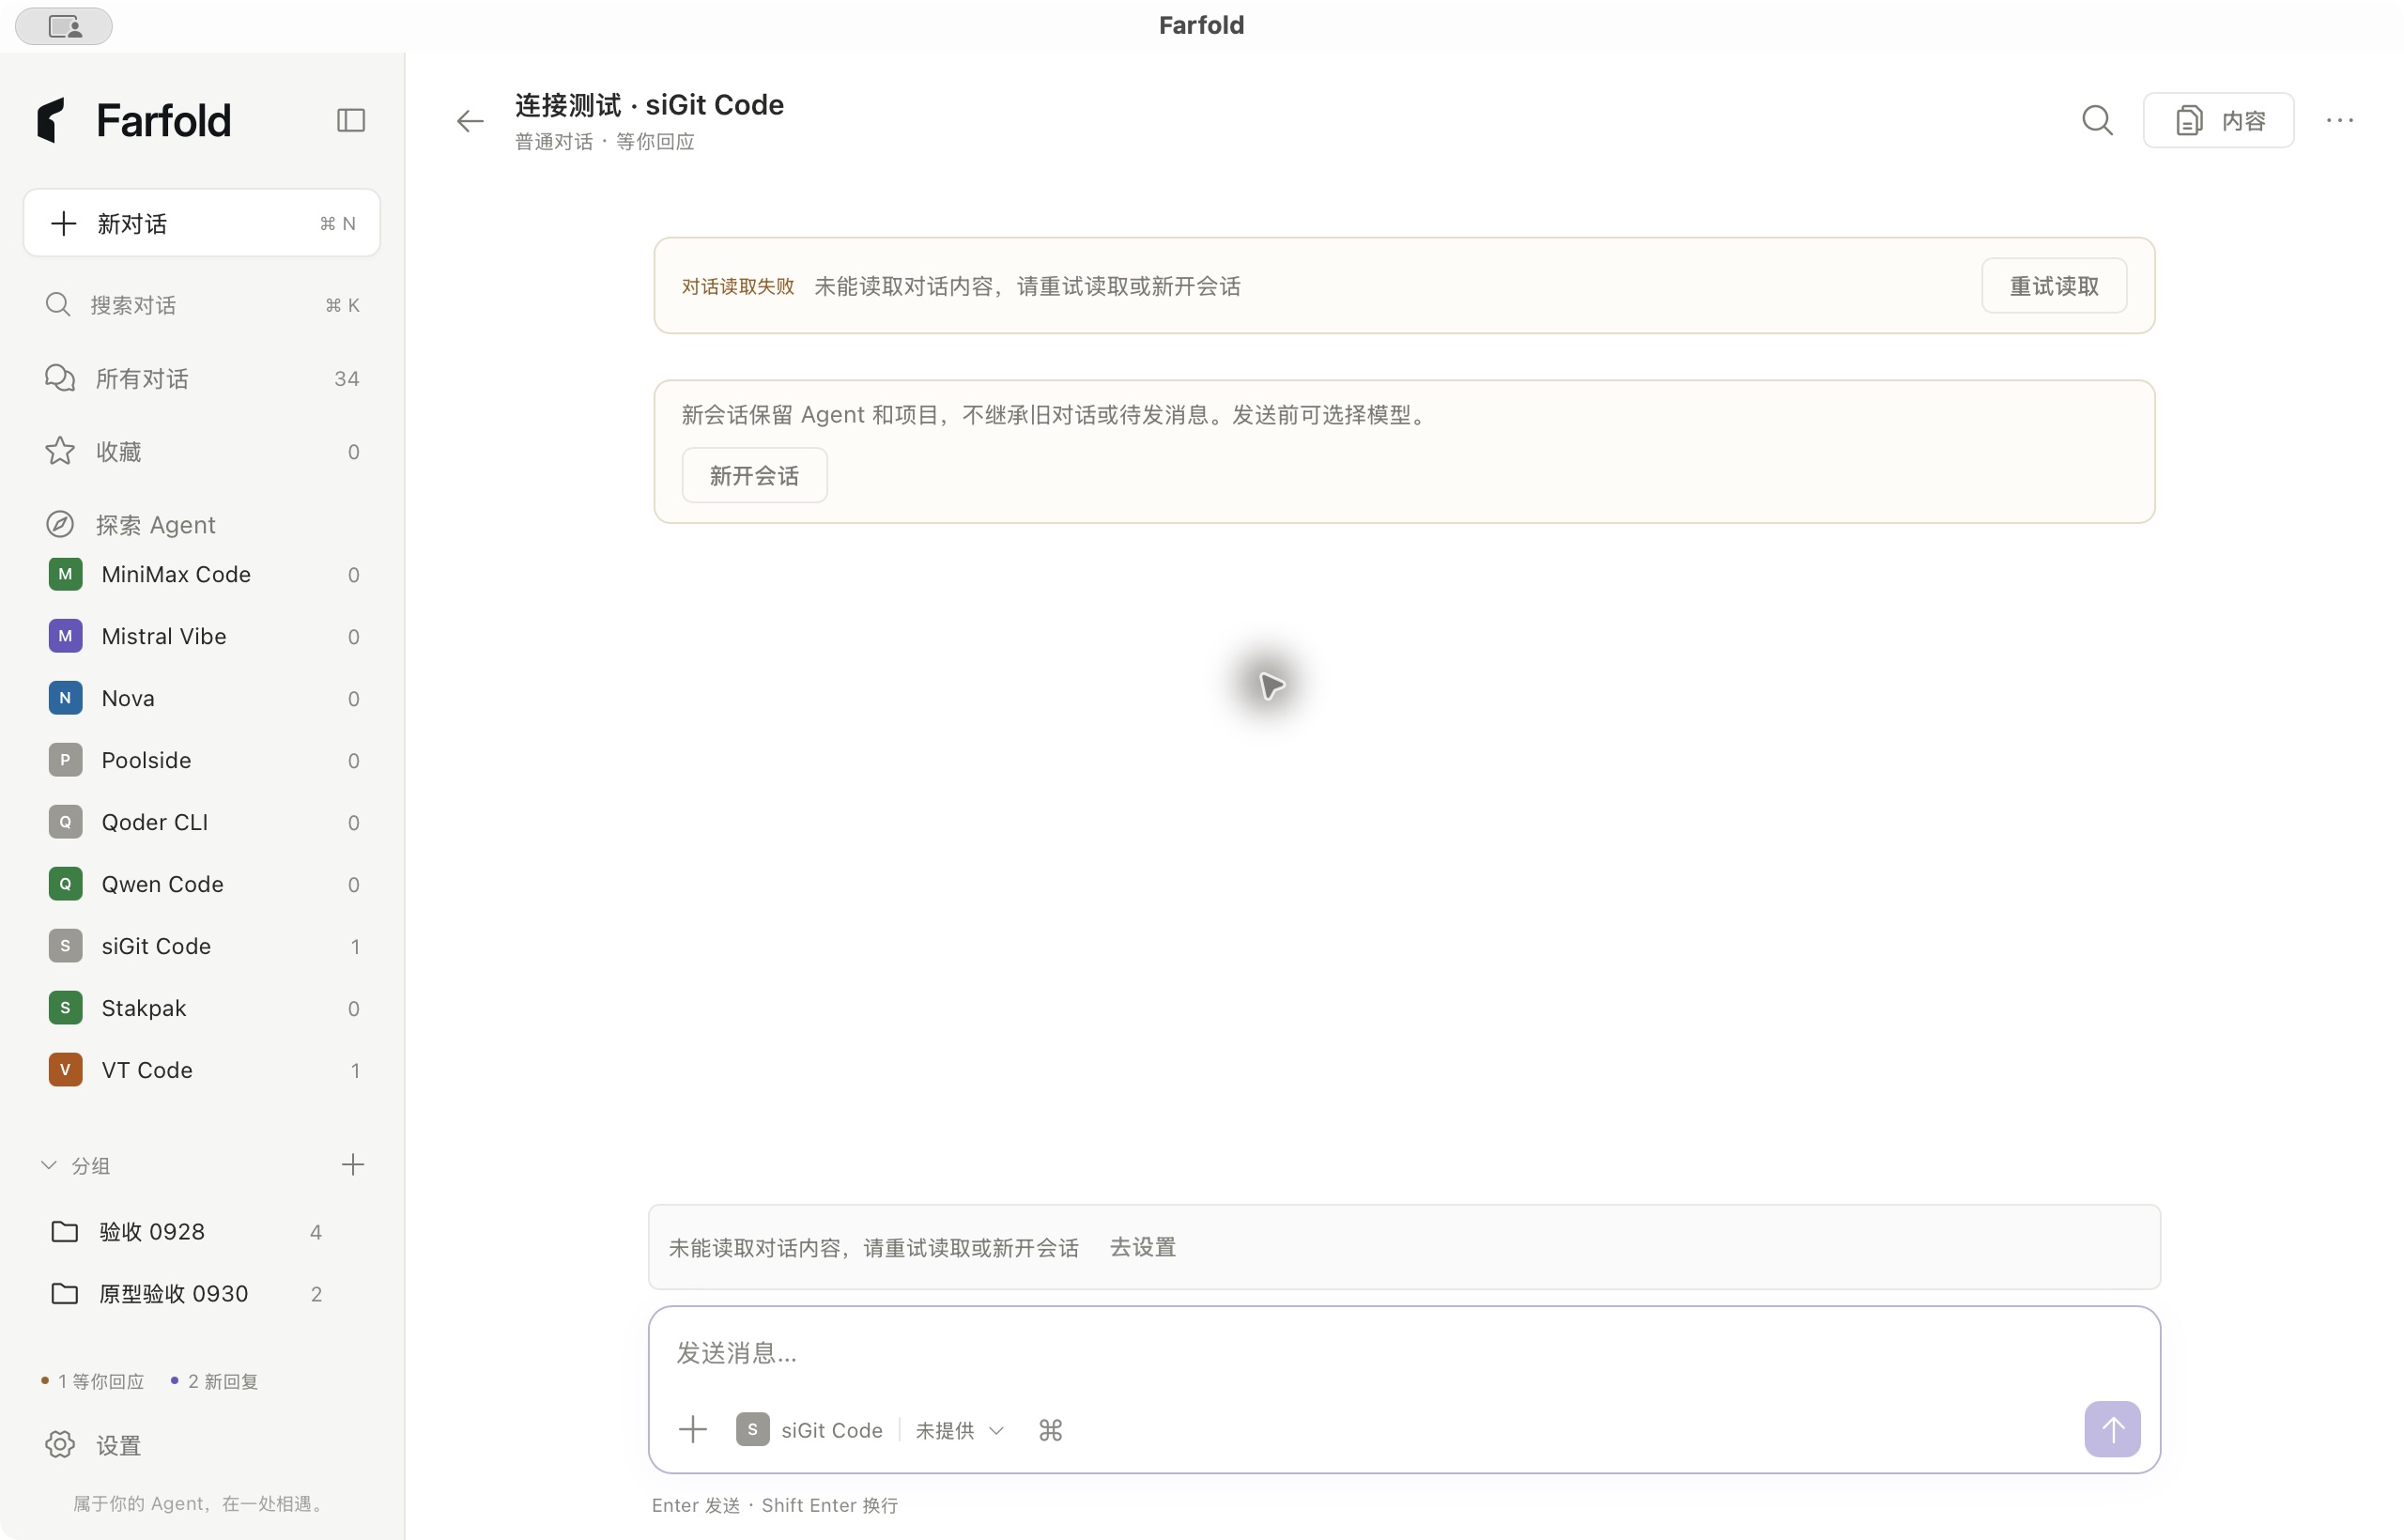 Farfold
Farfold
新对话 ⌘ N
搜索对话 ⌘ K
所有对话 34
收藏 0
探索 Agent
M MiniMax Code 0
M Mistral Vibe 0
N Nova 0
P Poolside 0
Q Qoder CLI 0
Q Qwen Code 0
S siGit Code 1
S Stakpak 0
V VT Code 1
分组
验收 0928 4
原型验收 0930 2
1 等你回应 2 新回复
设置
属于你的 Agent，在一处相遇。
连接测试 · siGit Code
普通对话 · 等你回应
内容
对话读取失败 未能读取对话内容，请重试读取或新开会话 重试读取
新会话保留 Agent 和项目，不继承旧对话或待发消息。发送前可选择模型。
新开会话
未能读取对话内容，请重试读取或新开会话 去设置
发送消息...
S siGit Code 未提供 ⌘
Enter 发送 · Shift Enter 换行